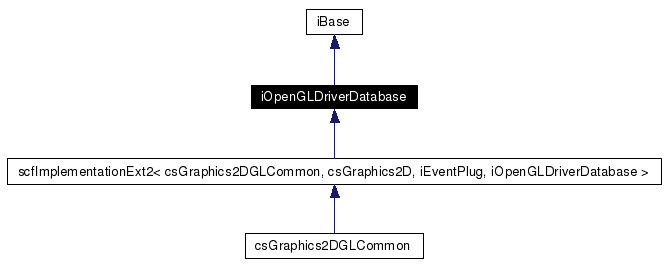 iBase
iOpenGLDriverDatabase
scfImplementationExt2< csGraphics2DGLCommon, csGraphics2D, iEventPlug, iOpenGLDriverDatabase >
csGraphics2DGLCommon